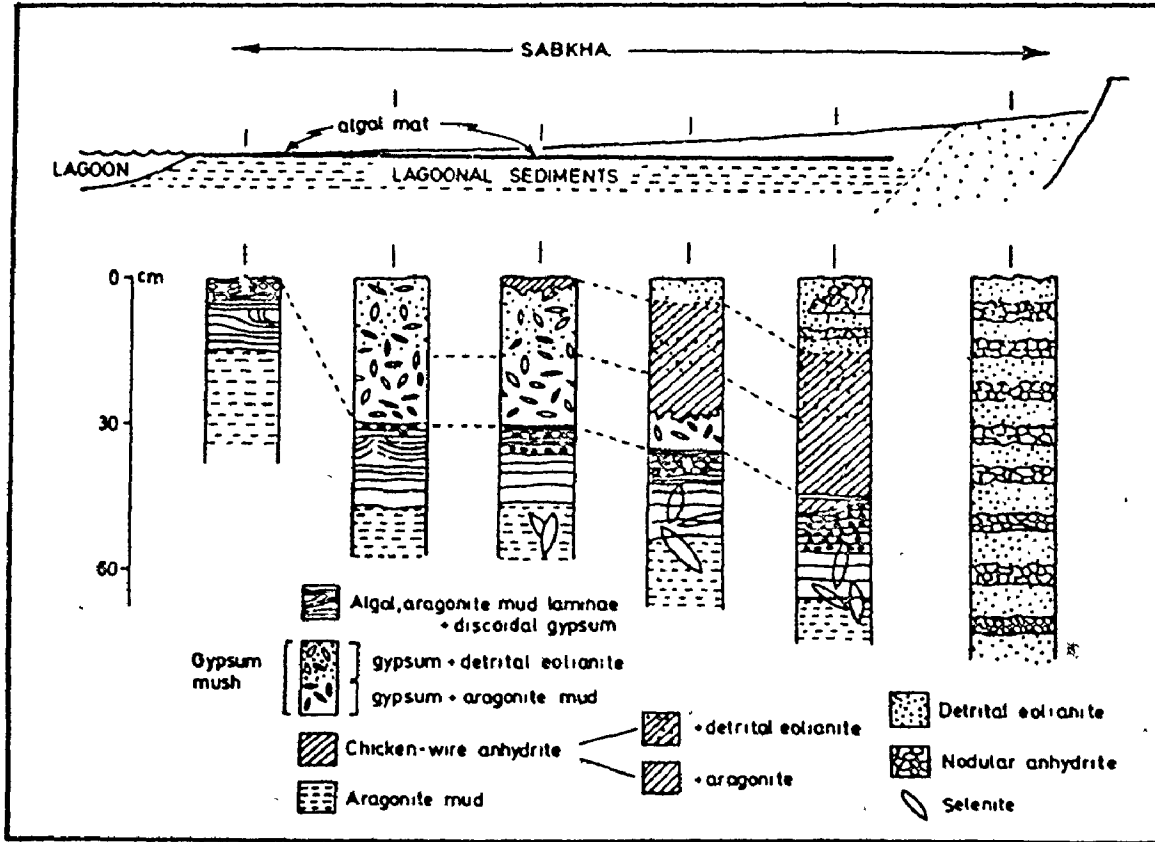 SABKHA
algal mat
LAGOON
LAGOONAL SEDIMENTS
0 cm
30
60
Algal, aragonite mud laminae
+ discoidal gypsum
Gypsum
mush
gypsum + detrital eolianite
gypsum + aragonite mud
Chicken-wire anhydrite
+ detrital eolianite
+ aragonite
Aragonite mud
Detrital eolianite
Nodular anhydrite
Selenite